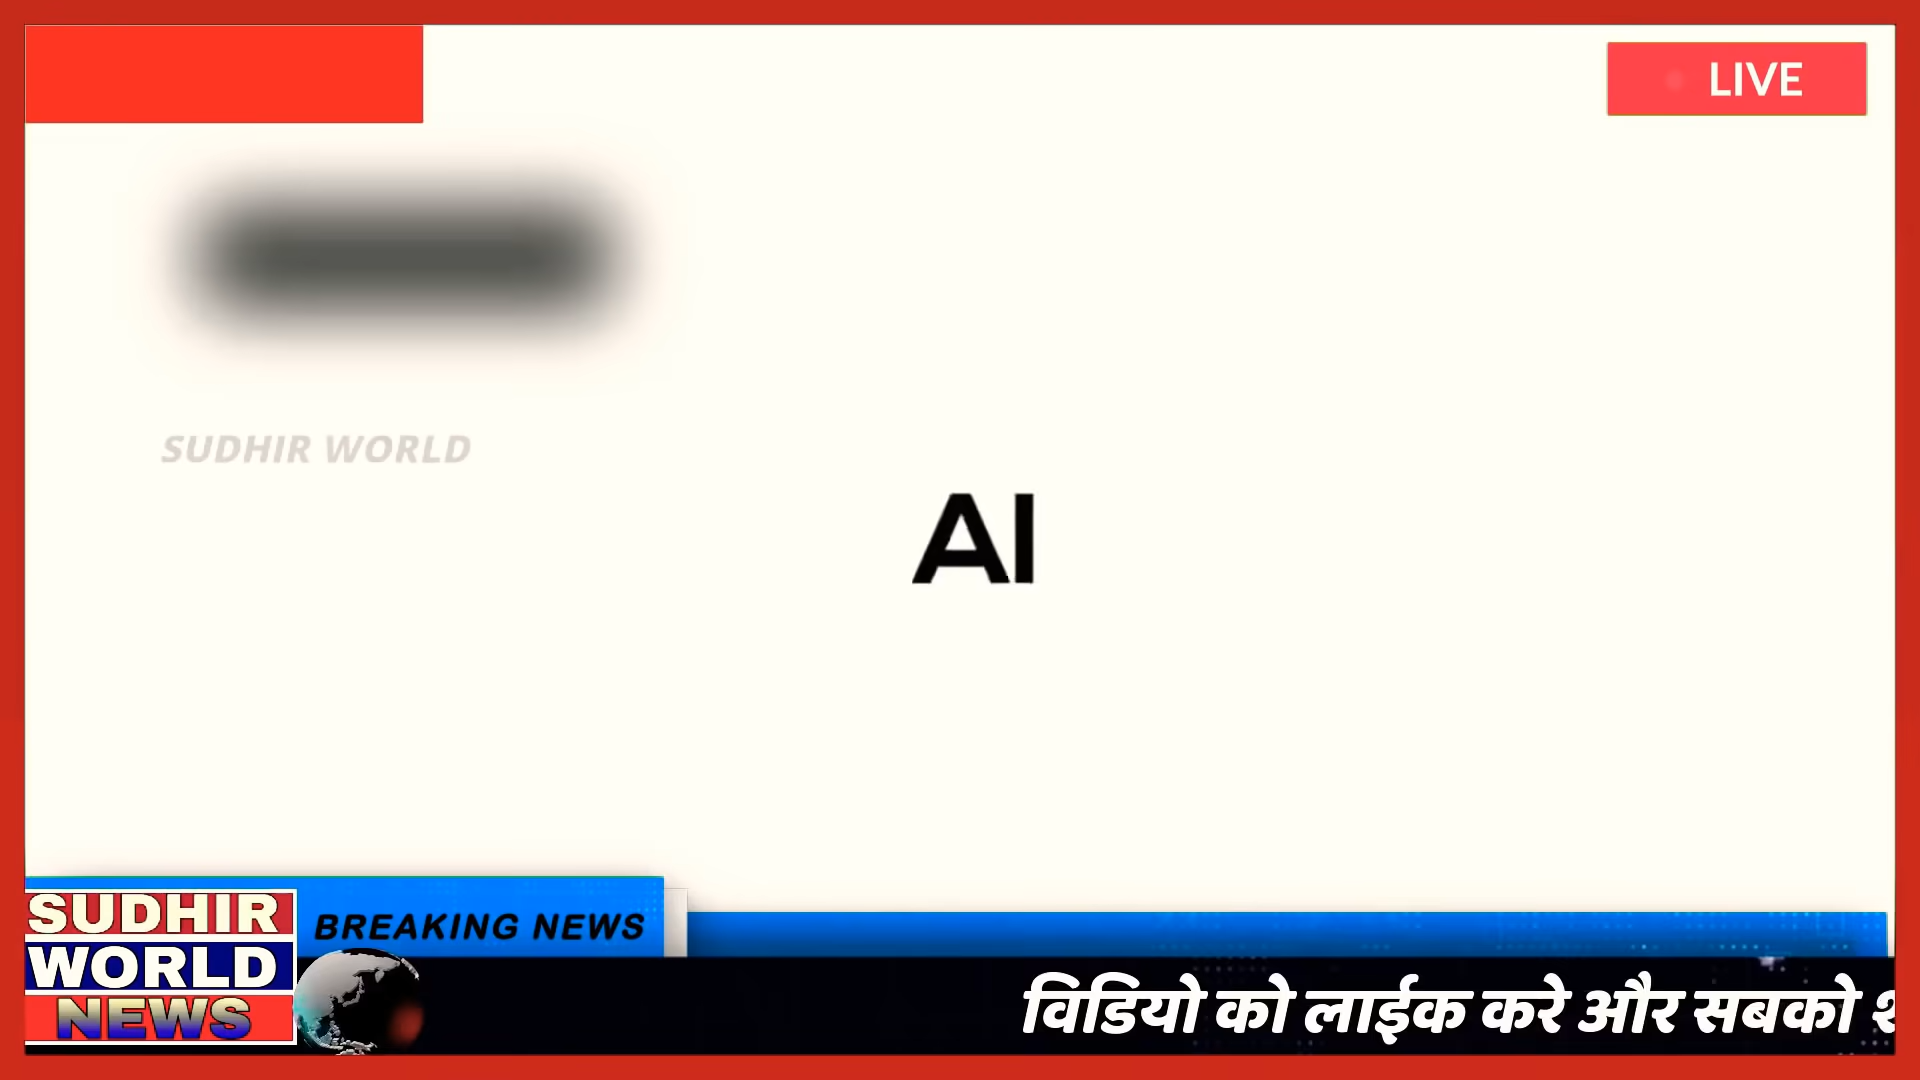 LIVE
SUDHIR WORLD
AI
SUDHIR
WORLD
NEWS
BREAKING NEWS
विडियो को लाईक करे और सबको